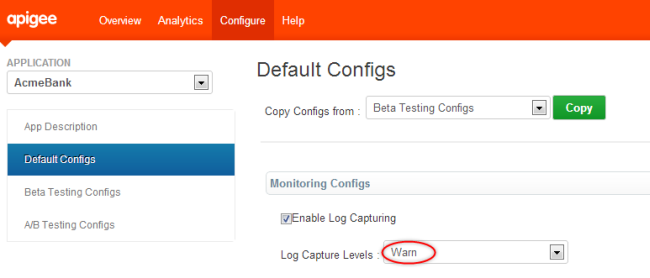 apigee
Overview Analytics Configure Help
APPLICATION
AcmeBank
App Description
Default Configs
Beta Testing Configs
A/B Testing Configs
Default Configs
Copy Configs from : Beta Testing Configs Copy
Monitoring Configs
Enable Log Capturing
Log Capture Levels : Warn